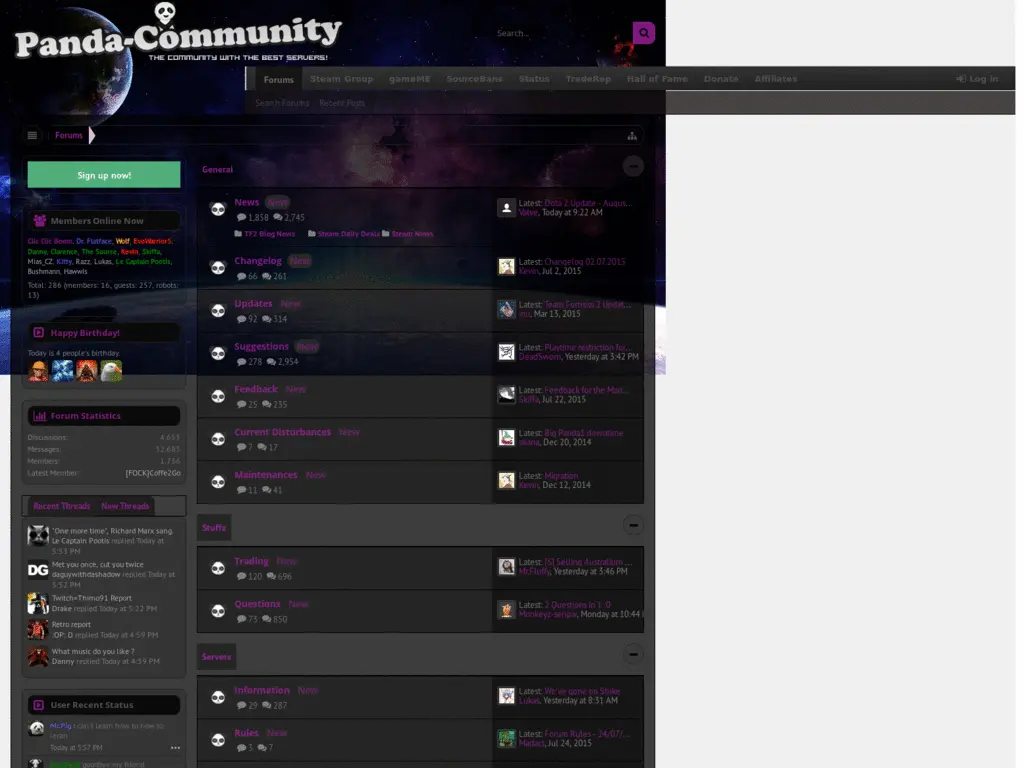 Panda-Community
THE COMMUNITY WITH THE BEST SERVERS!
Search...
Forums Steam Group gameME SourceBans Status TradeRep Hall of Fame Donate Affiliates Log in
Search Forums Recent Posts
Forums
Sign up now!
Members Online Now
Clic Clic Boom, Dr. Flatface, Wolf, EvoWarrior5,
Danny, Clarence, The Source, Kevin, Skiffa,
Mias_CZ, Kitty, Razz, Lukas, Le Captain Pootis,
Bushmann, Hawwis
Total: 286 (members: 16, guests: 257, robots:
13)
Happy Birthday!
Today is 4 people's birthday.
Forum Statistics
Discussions: 4,653
Messages:
Members:
Latest Member: [FOCK]Coffe2Go
Recent Threads New Threads
"One more time", Richard Marx sang.
Le Captain Pootis replied Today at
5:53 PM
DG
Met you once, cut you twice
daguywithdashadow replied Today at
5:52 PM
Twitch=Thimo91 Report
Drake replied Today at 5:22 PM
Retro report
:OP: D replied Today at 4:59 PM
What music do you like ?
Danny replied Today at 4:59 PM
User Recent Status
McPig I can't learn how to how to
learn
Today at 5:57 PM
goodbye my friend
General
News New
1,858 2,745
TF2 Blog News Steam Daily Deals Steam News
Latest: Dota 2 Update - Augus...
Valve, Today at 9:22 AM
Changelog New
66 261
Latest: Changelog 02.07.2015
Kevin, Jul 2, 2015
Updates New
92 314
Latest: Team Fortress 2 Updat...
Mar 13, 2015
Suggestions New
278 2,954
Latest: Playtime restriction for...
DeadSworn, Yesterday at 3:42 PM
Feedback New
25 235
Latest: Feedback for the Man...
Skiffa, Jul 22, 2015
Current Disturbances New
7 17
Latest: Big Panda1 downtime
akana, Dec 20, 2014
Maintenances New
11 41
Latest: Migration
Kevin, Dec 12, 2014
Stuffs
Trading New
120 696
Latest: [S] Selling Australium ...
McFluffy, Yesterday at 3:46 PM
Questions New
73 850
Latest: 2 Questions in 1 :O
Monkeyz-senpai, Monday at 10:44
Servers
Information New
29 287
Latest: We've gone on Strike
Lukas, Yesterday at 8:31 AM
Rules New
3 7
Latest: Forum Rules - 24/07/...
Madact, Jul 24, 2015